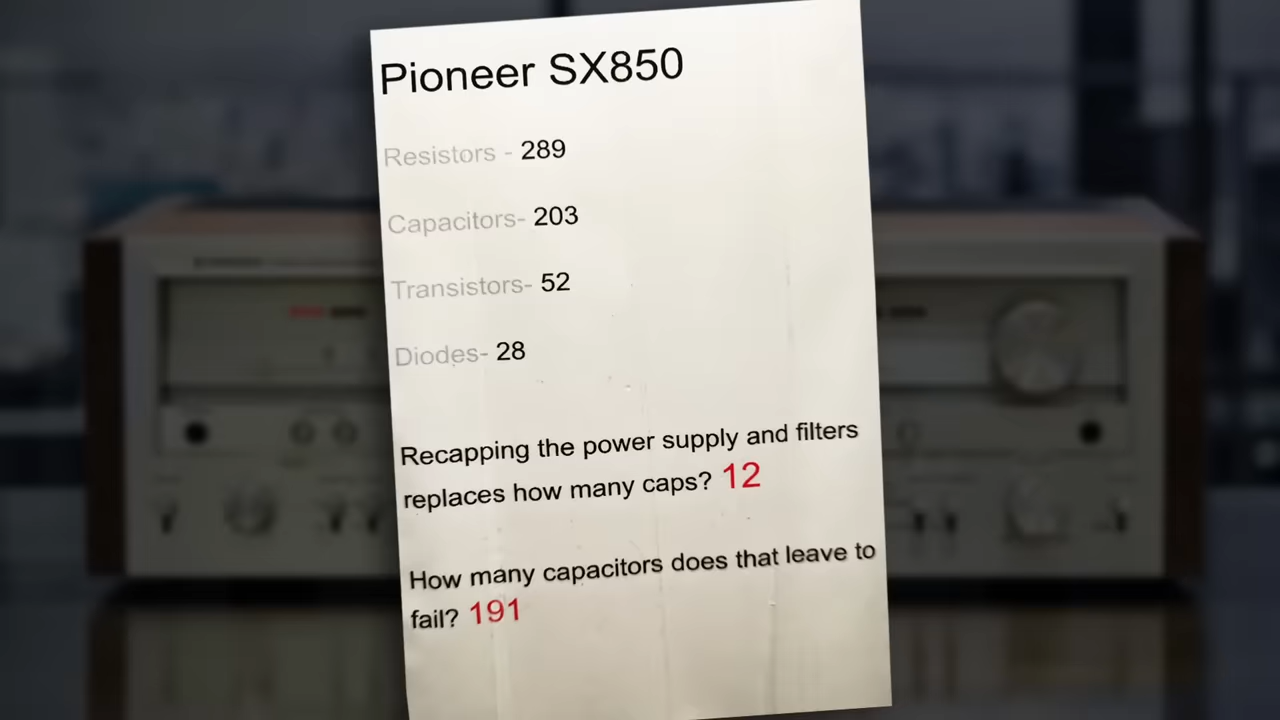 Pioneer SX850
Resistors - 289
Capacitors- 203
Transistors- 52
Diodes- 28
Recapping the power supply and filters
replaces how many caps? 12
How many capacitors does that leave to
fail? 191